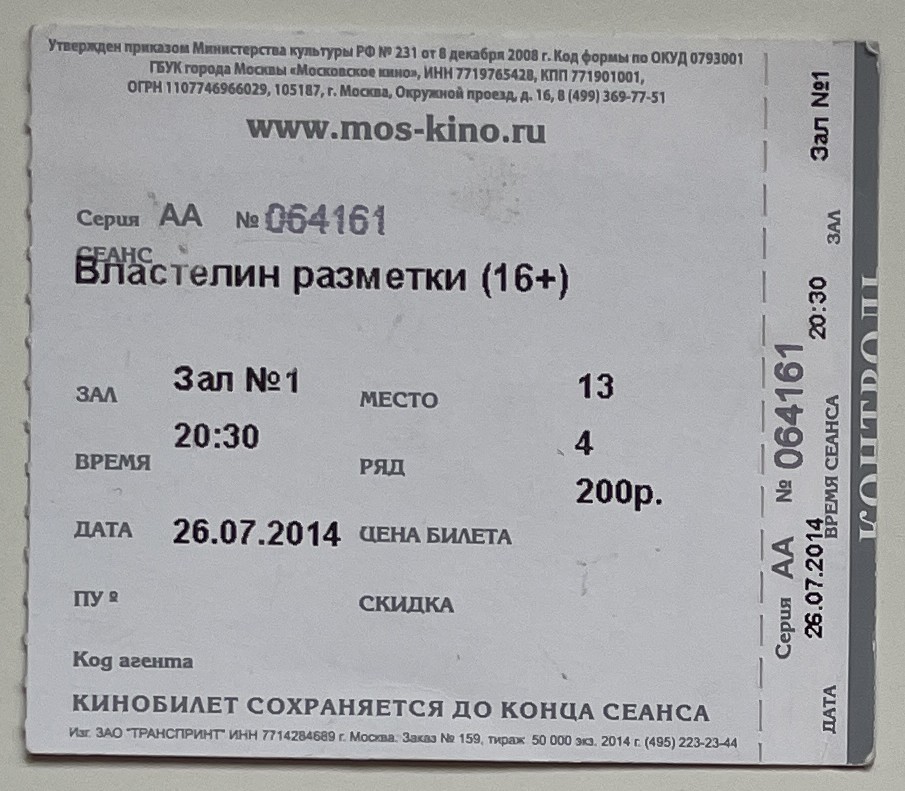 Утвержден приказом Министерства культуры РФ № 231 от 8 декабря 2008 г. Код формы по ОКУД 0793001
ГБУК города Москвы «Московское кино», ИНН 7719765428, КПП 771901001,
ОГРН 1107746966029, 105187, г. Москва, Окружной проезд, д. 16, 8 (499) 369-77-51
www.mos-kino.ru
Серия АА № 064161
СЕАНС
Властелин разметки (16+)
ЗАЛ Зал №1 МЕСТО 13
ВРЕМЯ 20:30 РЯД 4
ДАТА 26.07.2014 ЦЕНА БИЛЕТА 200р.
ПУ º СКИДКА
Код агента
КИНОБИЛЕТ СОХРАНЯЕТСЯ ДО КОНЦА СЕАНСА
Изг. ЗАО "ТРАНСПРИНТ" ИНН 7714284689 г. Москва. Заказ № 159, тираж 50 000 экз. 2014 г. (495) 223-23-44
Серия АА № 064161
ДАТА 26.07.2014 ВРЕМЯ СЕАНСА 20:30 ЗАЛ Зал №1
КОНТРОЛ